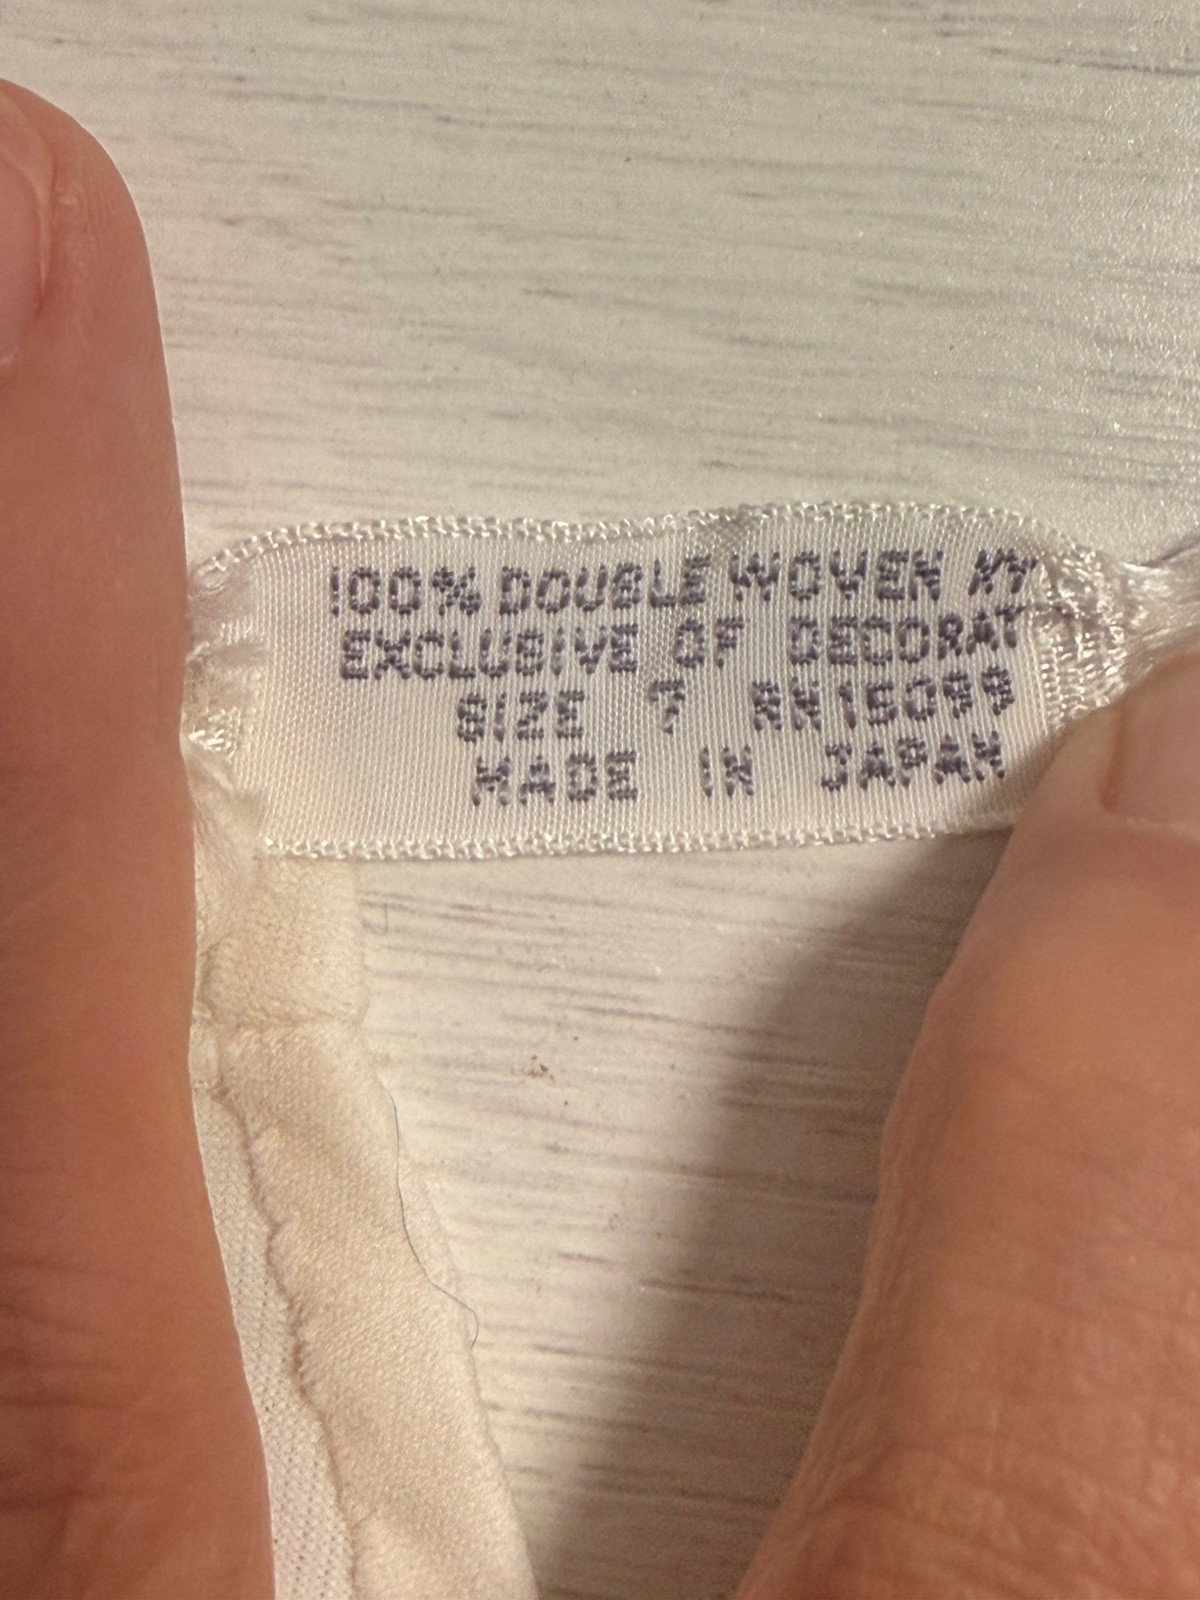 100% DOUBLE WOVEN NY
EXCLUSIVE OF DECORAT
SIZE 7 RN15099
MADE IN JAPAN